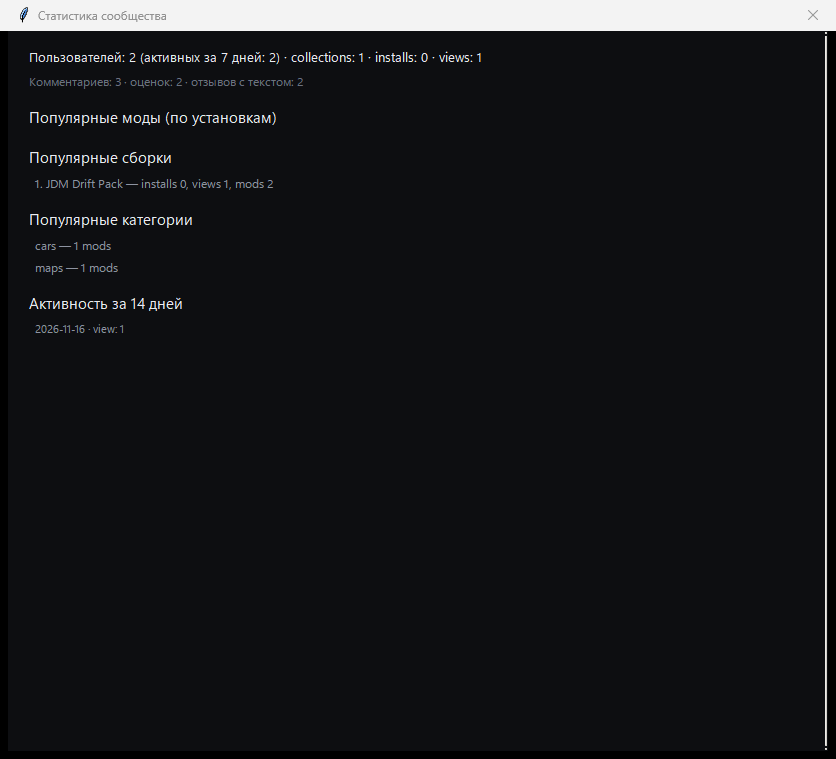 Статистика сообщества
Пользователей: 2 (активных за 7 дней: 2) · collections: 1 · installs: 0 · views: 1
Комментариев: 3 · оценок: 2 · отзывов с текстом: 2
Популярные моды (по установкам)
Популярные сборки
1. JDM Drift Pack — installs 0, views 1, mods 2
Популярные категории
cars — 1 mods
maps — 1 mods
Активность за 14 дней
2026-11-16 · view: 1